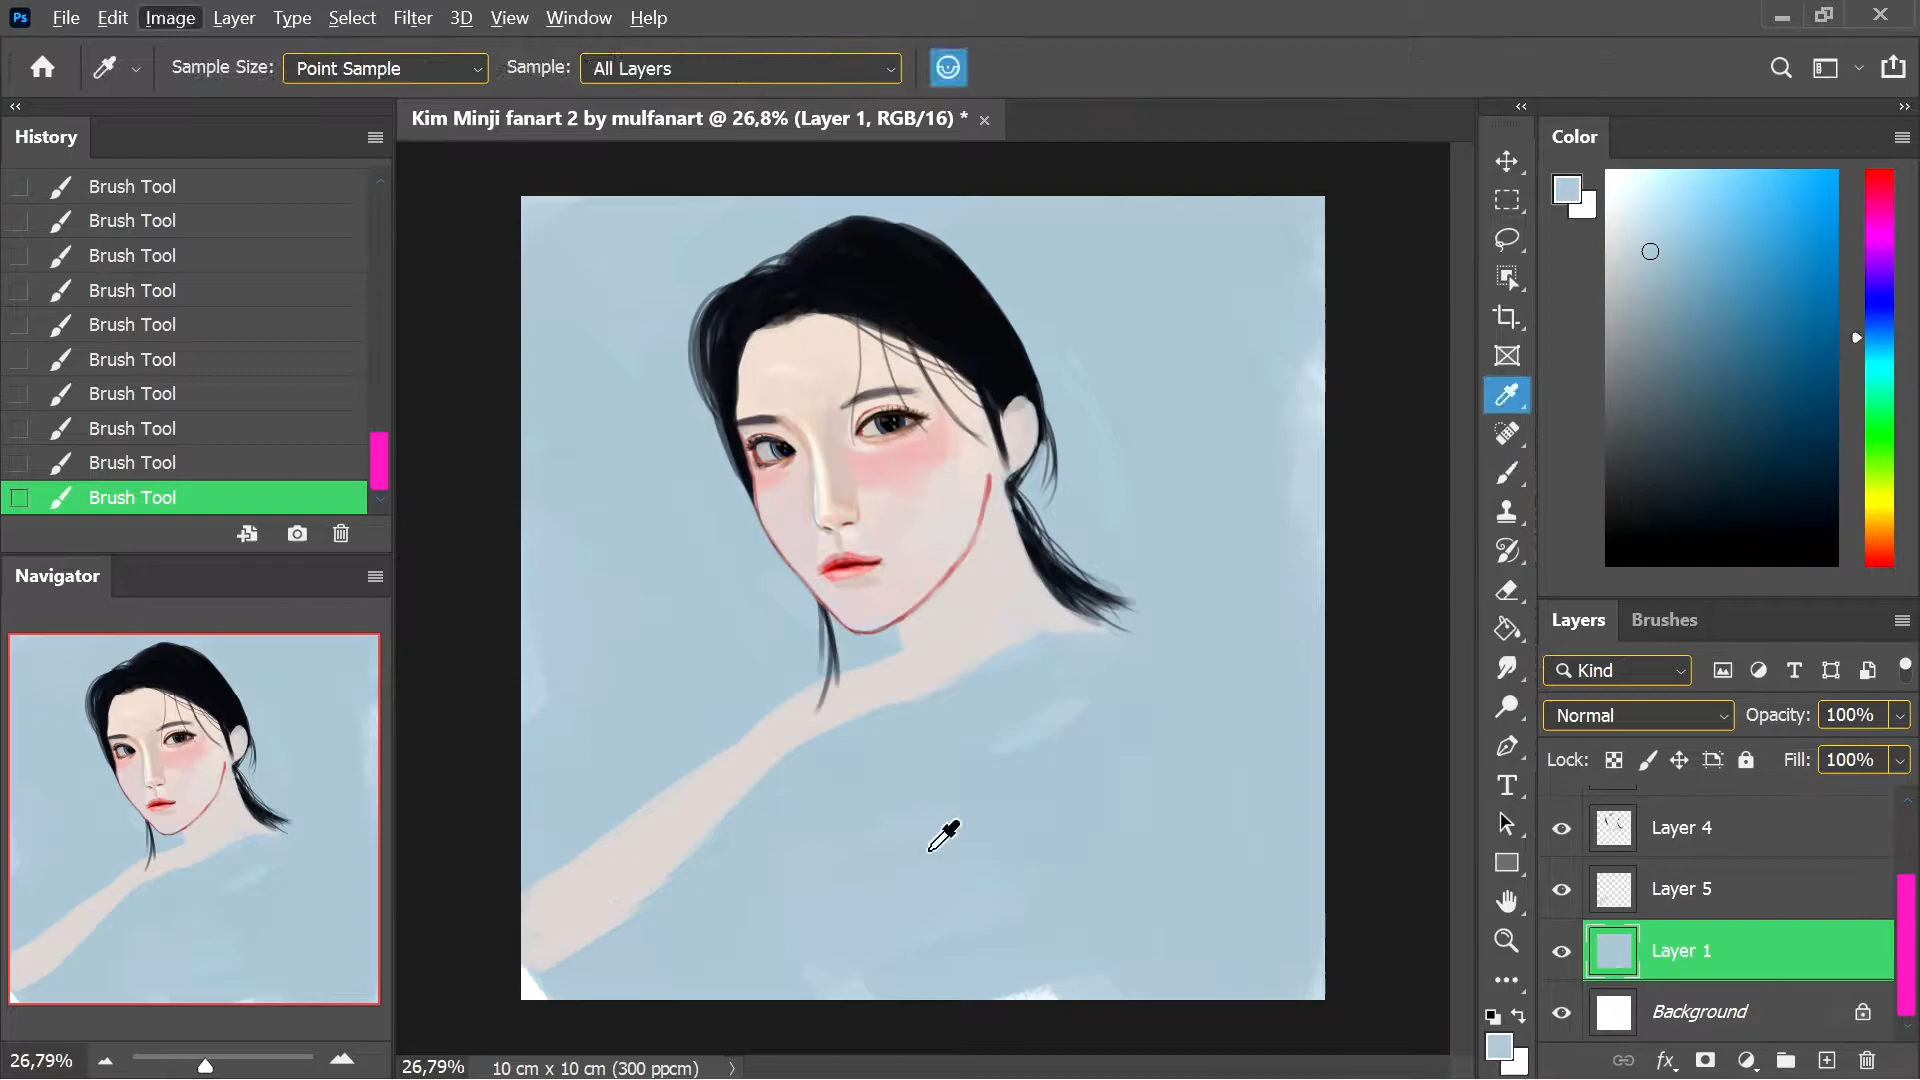 Ps File Edit Image Layer Type Select Filter 3D View Window Help
Sample Size: Point Sample Sample: All Layers
History
Kim Minji fanart 2 by mulfanart @ 26,8% (Layer 1, RGB/16) *
Color
Brush Tool
Brush Tool
Brush Tool
Brush Tool
Brush Tool
Brush Tool
Brush Tool
Brush Tool
Brush Tool
Brush Tool
Navigator
Layers Brushes
Kind
Normal Opacity: 100%
Lock: Fill: 100%
Layer 4
Layer 5
Layer 1
Background
26,79%
26,79% 10 cm x 10 cm (300 ppcm)